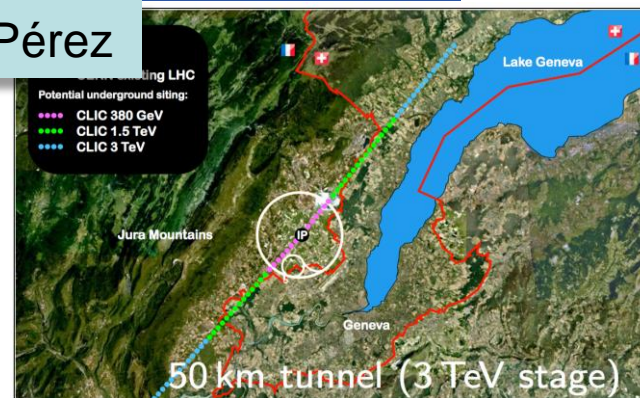 Pérez
existing LHC
Potential underground siting:
CLIC 380 GeV
CLIC 1.5 TeV
CLIC 3 TeV
Lake Geneva
Jura Mountains
IP
Geneva
50 km tunnel (3 TeV stage)